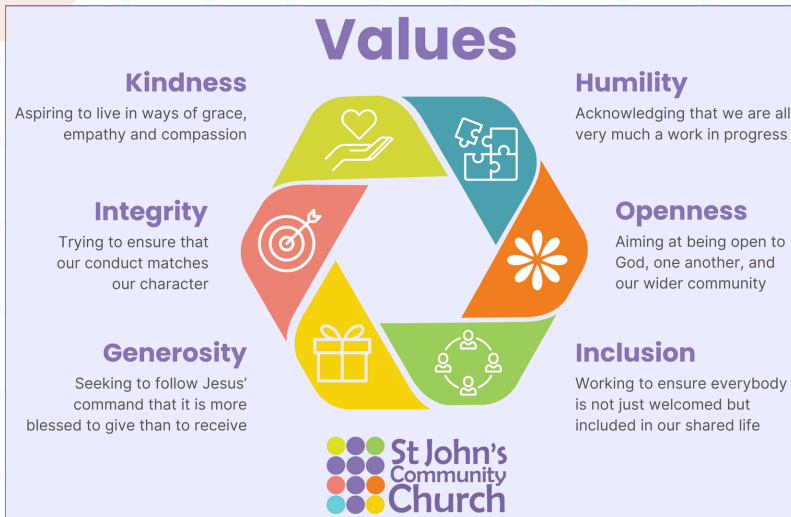 Values
Kindness
Aspiring to live in ways of grace,
empathy and compassion
Humility
Acknowledging that we are all
very much a work in progress
Integrity
Trying to ensure that
our conduct matches
our character
Openness
Aiming at being open to
God, one another, and
our wider community
Generosity
Seeking to follow Jesus’
command that it is more
blessed to give than to receive
Inclusion
Working to ensure everybody
is not just welcomed but
included in our shared life
St John's
Community
Church